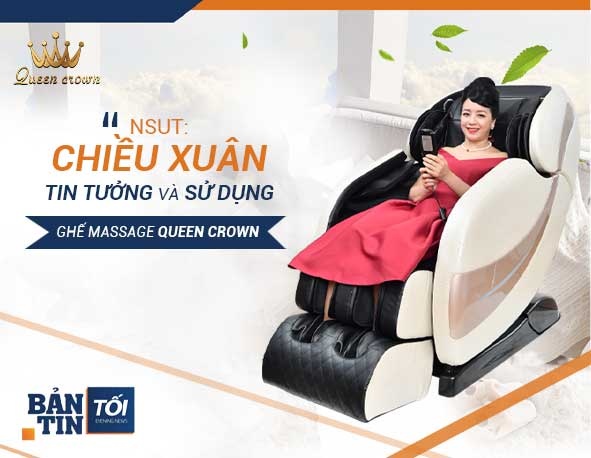 Queen crown
" NSUT:
CHIỀU XUÂN
TIN TƯỞNG VÀ SỬ DỤNG
GHẾ MASSAGE QUEEN CROWN
BẢN TIN
TỐI
EVENING NEWS